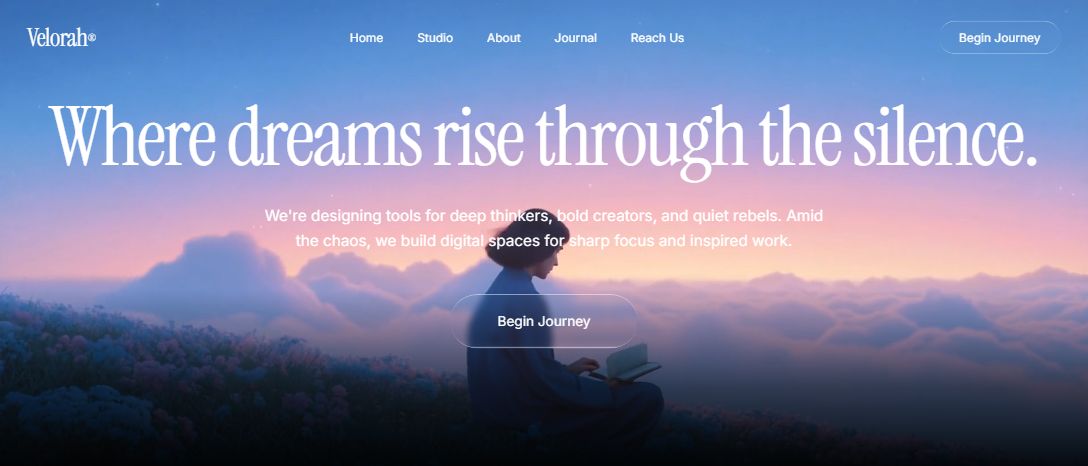 Velorah®
Home
Studio
About
Journal
Reach Us
Begin Journey
Where dreams rise through the silence.
We're designing tools for deep thinkers, bold creators, and quiet rebels. Amid
the chaos, we build digital spaces for sharp focus and inspired work.
Begin Journey